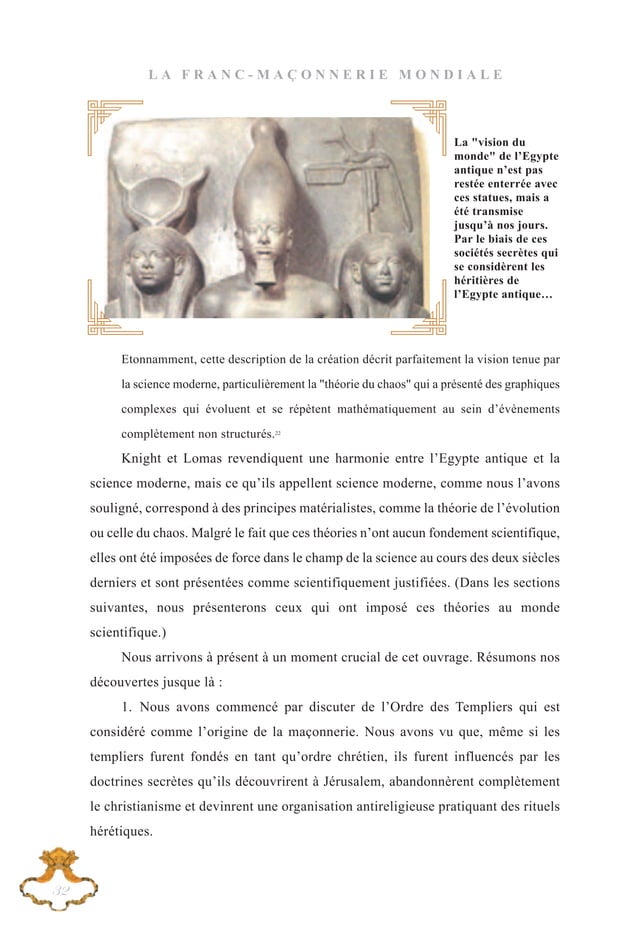 LA FRANC-MAÇONNERIE MONDIALE
La "vision du
monde" de l’Egypte
antique n’est pas
restée enterrée avec
ces statues, mais a
été transmise
jusqu’à nos jours.
Par le biais de ces
sociétés secrètes qui
se considèrent les
héritières de
l’Egypte antique…
Etonnamment, cette description de la création décrit parfaitement la vision tenue par
la science moderne, particulièrement la "théorie du chaos" qui a présenté des graphiques
complexes qui évoluent et se répètent mathématiquement au sein d’évènements
complètement non structurés.22
Knight et Lomas revendiquent une harmonie entre l’Egypte antique et la
science moderne, mais ce qu’ils appellent science moderne, comme nous l’avons
souligné, correspond à des principes matérialistes, comme la théorie de l’évolution
ou celle du chaos. Malgré le fait que ces théories n’ont aucun fondement scientifique,
elles ont été imposées de force dans le champ de la science au cours des deux siècles
derniers et sont présentées comme scientifiquement justifiées. (Dans les sections
suivantes, nous présenterons ceux qui ont imposé ces théories au monde
scientifique.)
Nous arrivons à présent à un moment crucial de cet ouvrage. Résumons nos
découvertes jusque là :
1. Nous avons commencé par discuter de l’Ordre des Templiers qui est
considéré comme l’origine de la maçonnerie. Nous avons vu que, même si les
templiers furent fondés en tant qu’ordre chrétien, ils furent influencés par les
doctrines secrètes qu’ils découvrirent à Jérusalem, abandonnèrent complètement
le christianisme et devinrent une organisation antireligieuse pratiquant des rituels
hérétiques.
32